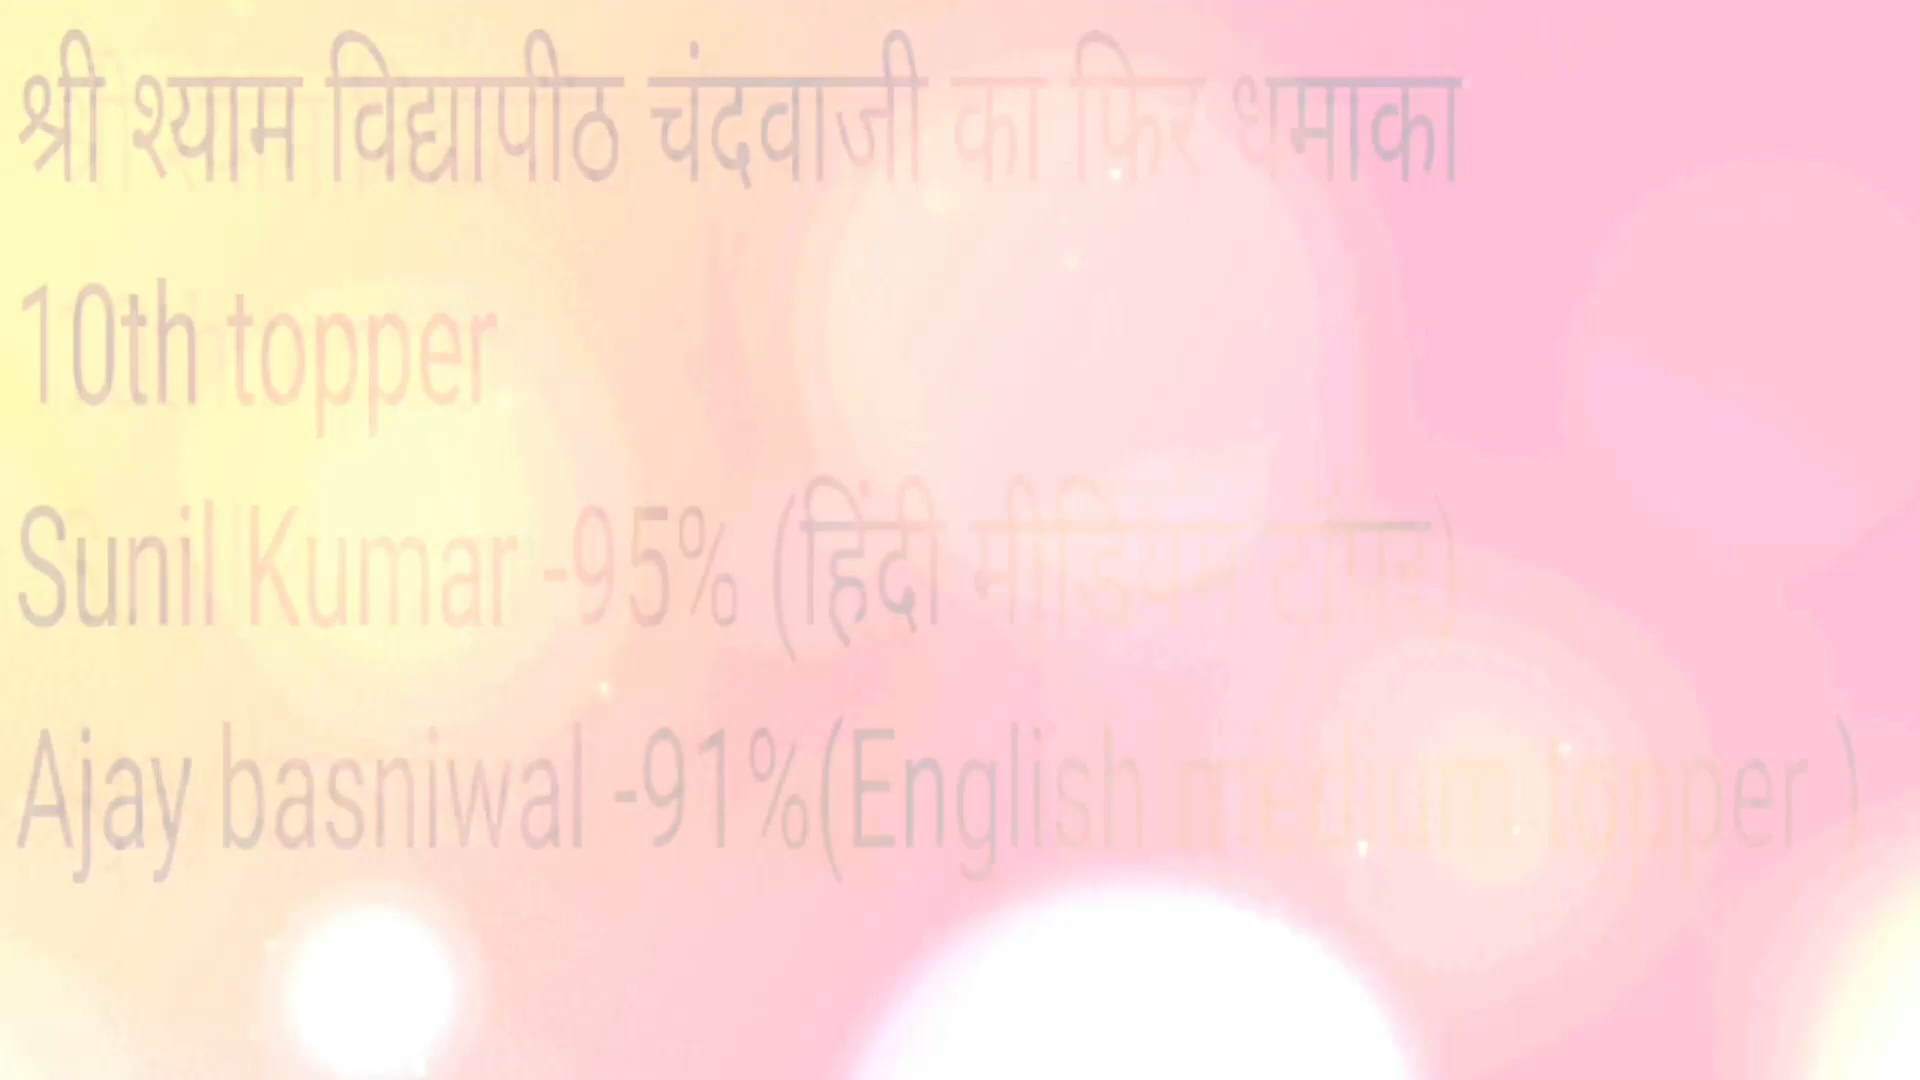 श्री श्याम विद्यापीठ चंदवाजी का फिर धमाका
10th topper
Sunil Kumar -95% (हिंदी मीडियम टॉपर)
Ajay basniwal -91%(English medium topper )